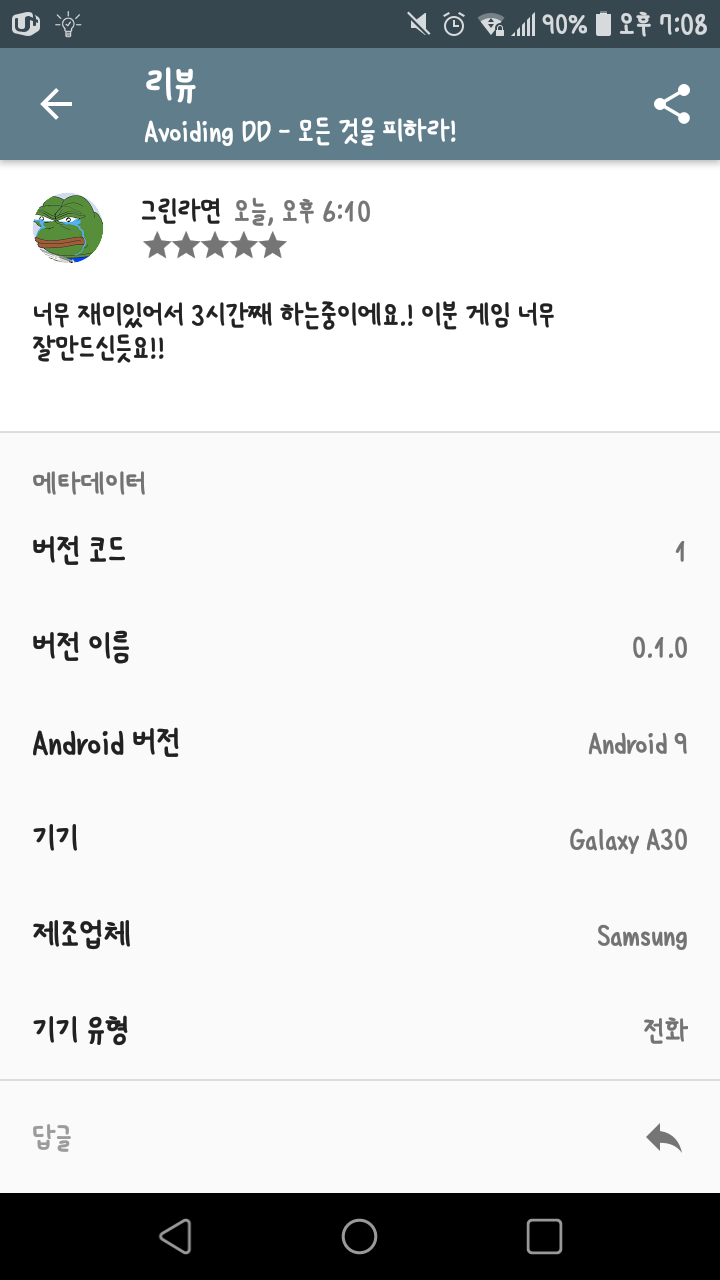 U+ 90% 오후 7:08
리뷰
Avoiding DD - 모든 것을 피하라!
그린라면 오늘, 오후 6:10
너무 재미있어서 3시간째 하는중이에요.! 이분 게임 너무
잘만드신듯요!!
메타데이터
버전 코드 1
버전 이름 0.1.0
Android 버전 Android 9
기기 Galaxy A30
제조업체 Samsung
기기 유형 전화
답글